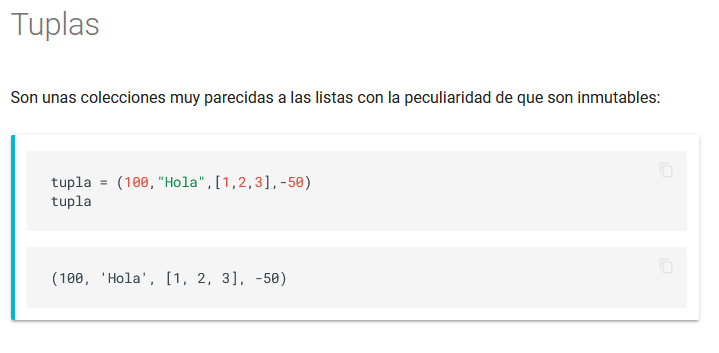 Tuplas
Son unas colecciones muy parecidas a las listas con la peculiaridad de que son inmutables:
tupla = (100,"Hola",[1,2,3],-50)
tupla
(100, 'Hola', [1, 2, 3], -50)